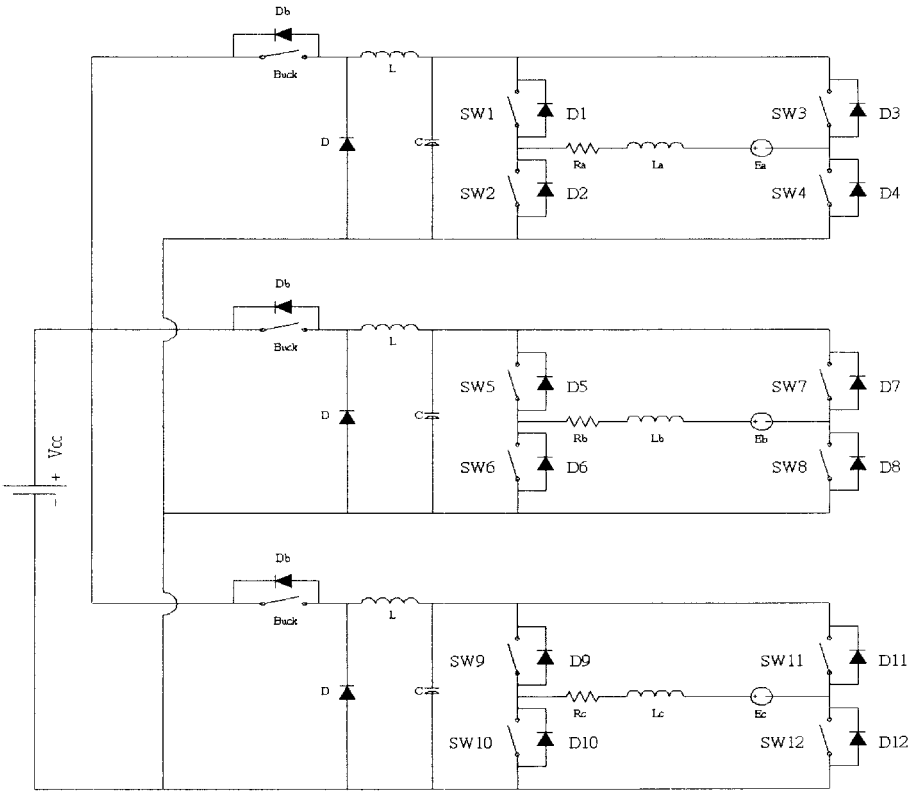 Db
Buck
L
D
C
SW1
D1
SW2
D2
Ra
La
Ea
SW3
D3
SW4
D4
Db
Buck
L
D
C
SW5
D5
SW6
D6
Rb
Lb
Eb
SW7
D7
SW8
D8
+ Vcc
-
Db
Buck
L
D
C
SW9
D9
SW10
D10
Rc
Lc
Ec
SW11
D11
SW12
D12